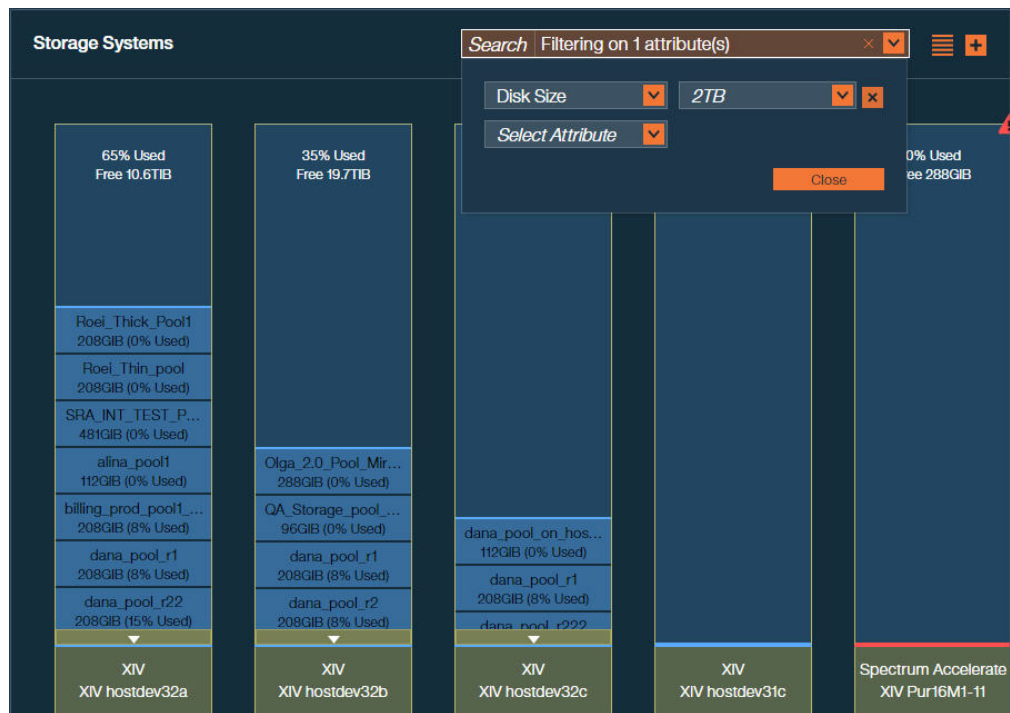 Storage Systems
Search Filtering on 1 attribute(s)
Disk Size 2TB
Select Attribute
Close
65% Used
Free 10.6TIB
Roei_Thick_Pool1
208GIB (0% Used)
Roei_Thin_pool
208GIB (0% Used)
SRA_INT_TEST_P...
481GIB (0% Used)
alina_pool1
112GIB (0% Used)
billing_prod_pool1_...
208GIB (8% Used)
dana_pool_r1
208GIB (8% Used)
dana_pool_r22
208GIB (15% Used)
XIV
XIV hostdev32a
35% Used
Free 19.7TIB
Olga_2.0_Pool_Mir...
288GIB (0% Used)
QA_Storage_pool_...
96GIB (0% Used)
dana_pool_r1
208GIB (8% Used)
dana_pool_r2
208GIB (8% Used)
XIV
XIV hostdev32b
dana_pool_on_hos...
112GIB (0% Used)
dana_pool_r1
208GIB (8% Used)
dana_pool_r222
XIV
XIV hostdev32c
XIV
XIV hostdev31c
0% Used
ee 288GIB
Spectrum Accelerate
XIV Pur16M1-11